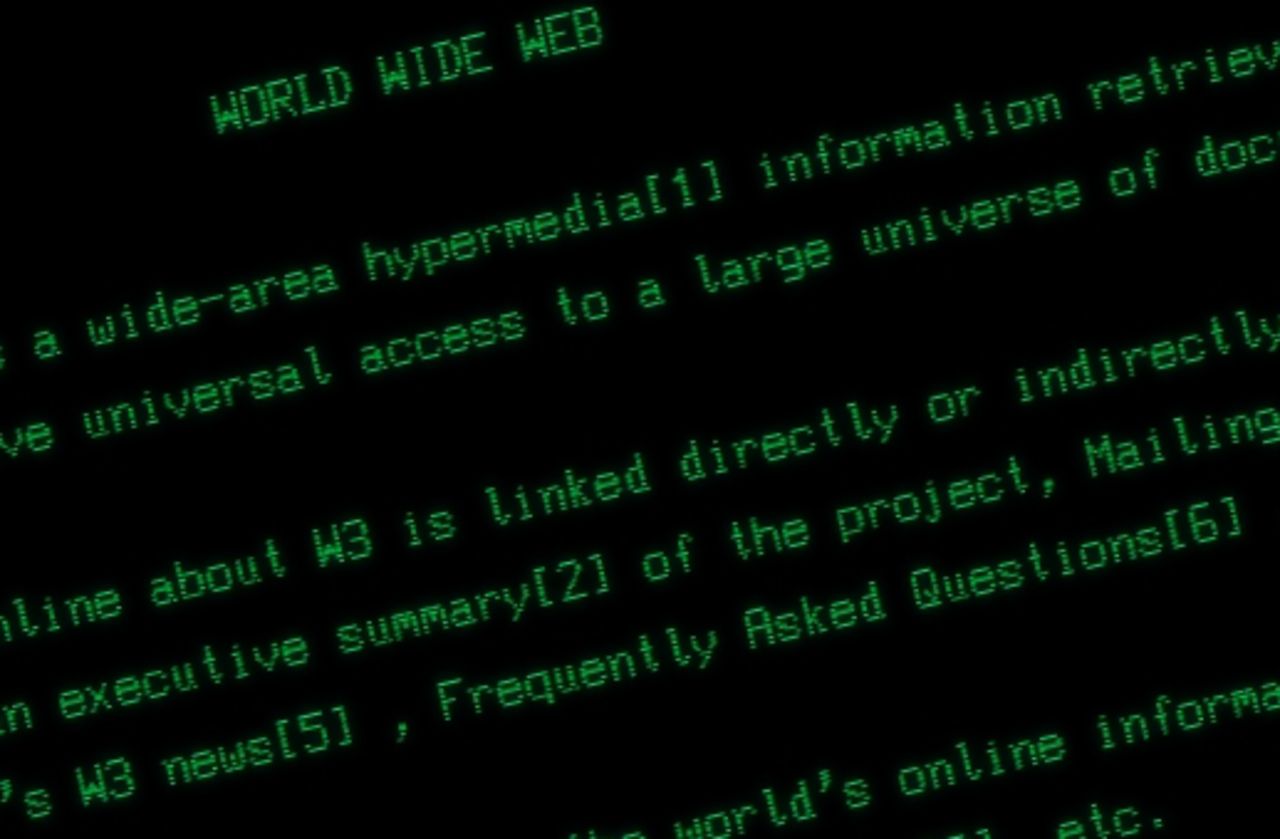 WORLD WIDE WEB
a wide-area hypermedia[1] information retriev
ve universal access to a large universe of doc
nline about W3 is linked directly or indirectly
n executive summary[2] of the project, Mailing
's W3 news[5] , Frequently Asked Questions[6]
the world's online informa
etc.